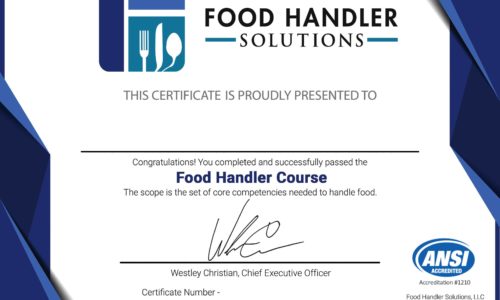 FOOD HANDLER
SOLUTIONS
THIS CERTIFICATE IS PROUDLY PRESENTED TO
Congratulations! You completed and successfully passed the
Food Handler Course
The scope is the set of core competencies needed to handle food.
Westley Christian, Chief Executive Officer
Certificate Number -
ANSI
ACCREDITED
Accreditation #1210
Food Handler Solutions, LLC